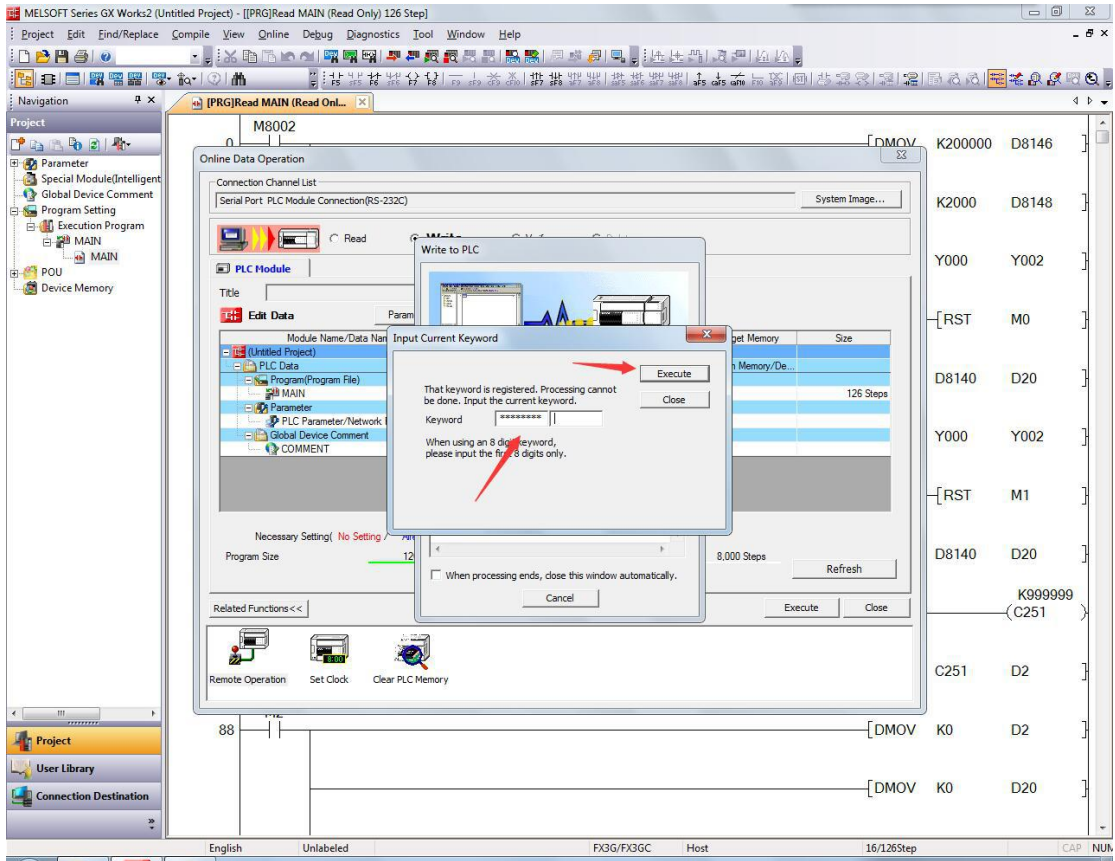 MELSOFT Series GX Works2 (Untitled Project) - [[PRG]Read MAIN (Read Only) 126 Step]
Project Edit Find/Replace Compile View Online Debug Diagnostics Tool Window Help
Navigation
[PRG]Read MAIN (Read Onl...
Project
Parameter
Special Module(Intelligent
Global Device Comment
Program Setting
Execution Program
MAIN
MAIN
POU
Device Memory
M8002
0
DMOV K200000 D8146
K2000 D8148
Y000 Y002
RST M0
D8140 D20
Y000 Y002
RST M1
D8140 D20
K999999
C251
C251 D2
88
DMOV K0 D2
DMOV K0 D20
Online Data Operation
Connection Channel List
Serial Port PLC Module Connection(RS-232C)
System Image...
Read
PLC Module
Title
Edit Data
Param
Module Name/Data Nam
get Memory
Size
(Untitled Project)
PLC Data
Memory/De...
Program(Program File)
MAIN
126 Steps
Parameter
PLC Parameter/Network
Global Device Comment
COMMENT
Necessary Setting( No Setting /
Program Size
8,000 Steps
Refresh
Related Functions<<
Execute
Close
Remote Operation
Set Clock
Clear PLC Memory
Write to PLC
When processing ends, close this window automatically.
Cancel
Input Current Keyword
That keyword is registered. Processing cannot
be done. Input the current keyword.
Execute
Close
Keyword ********
When using an 8 digit keyword,
please input the first 8 digits only.
Project
User Library
Connection Destination
English Unlabeled FX3G/FX3GC Host 16/126Step CAP NUM